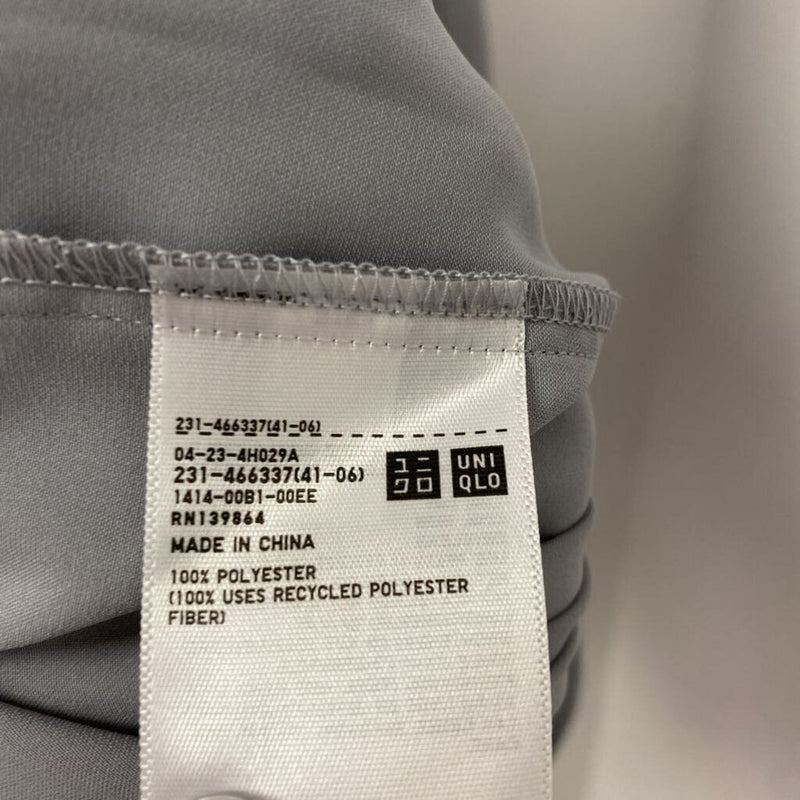 231-466337(41-06)
04-23-4H029A
231-466337(41-06)
1414-00B1-00EE
RN139864
MADE IN CHINA
ユニ
クロ
UNI
QLO
100% POLYESTER
(100% USES RECYCLED POLYESTER
FIBER)